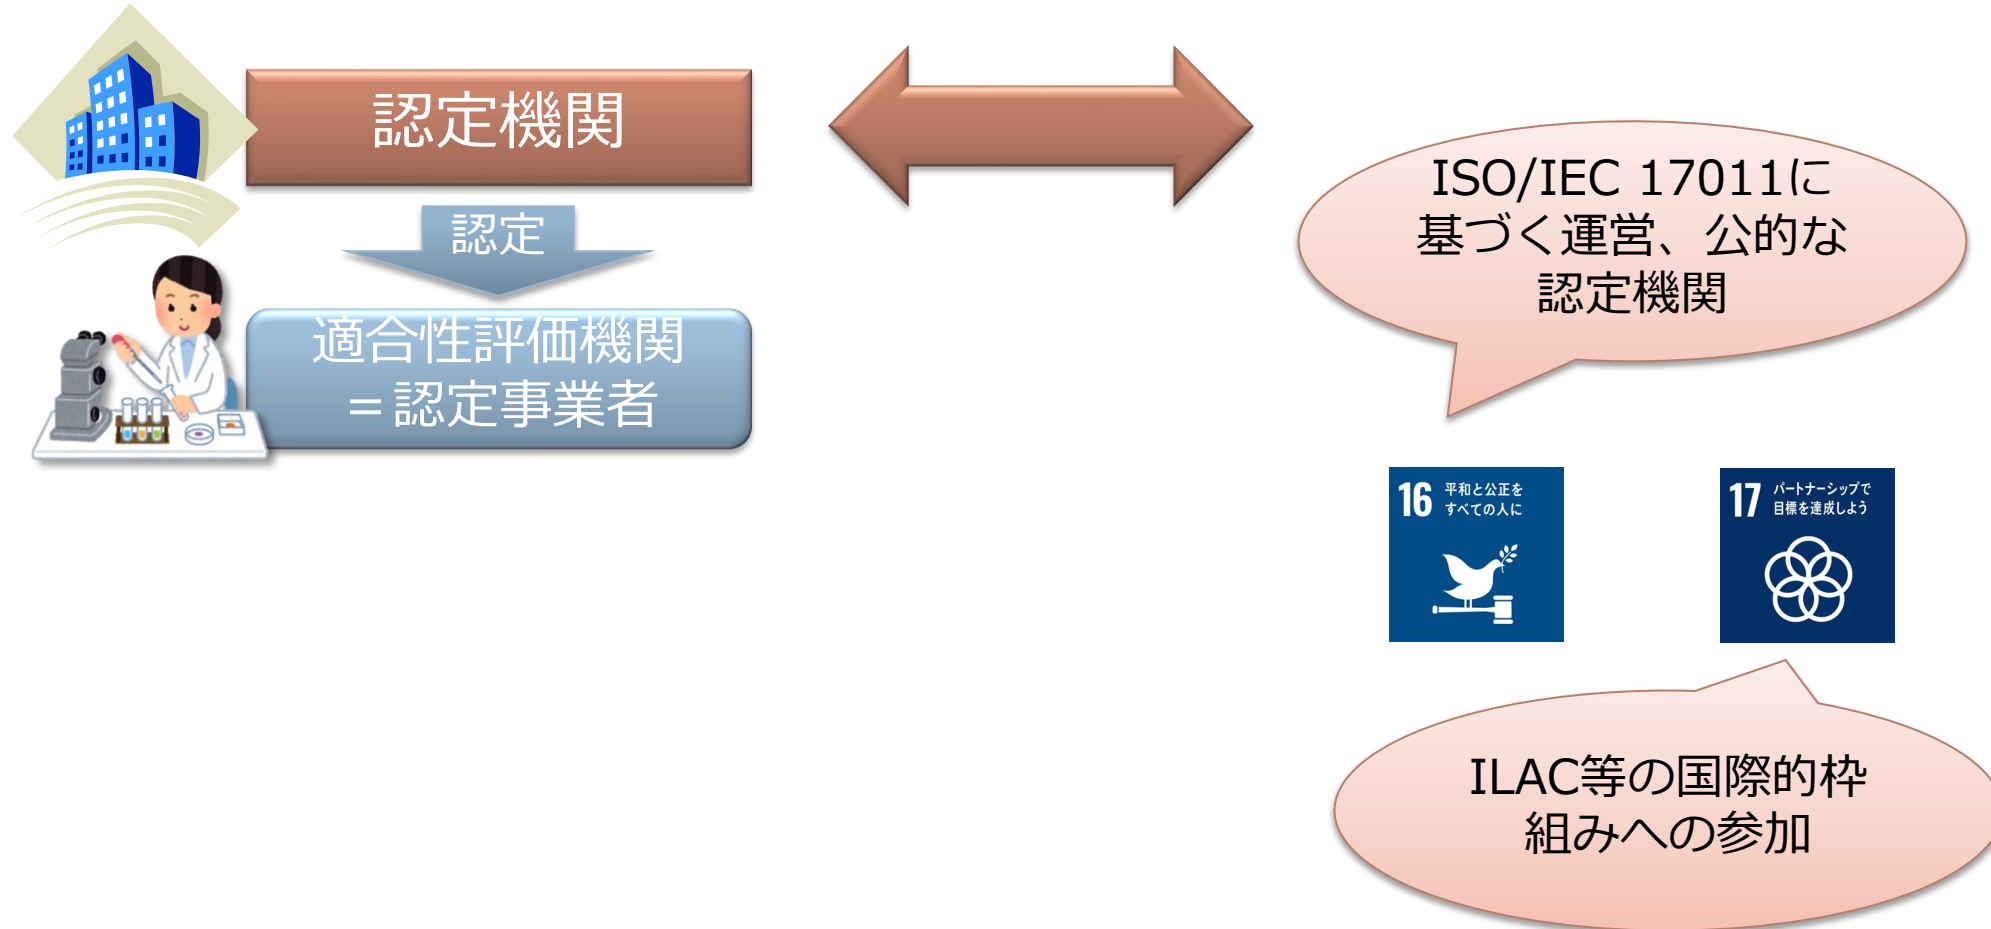 認定機関
認定
適合性評価機関
＝認定事業者
ISO/IEC 17011に
基づく運営、公的な
認定機関
16 平和と公正を
すべての人に
17 パートナーシップで
目標を達成しよう
ILAC等の国際的枠
組みへの参加